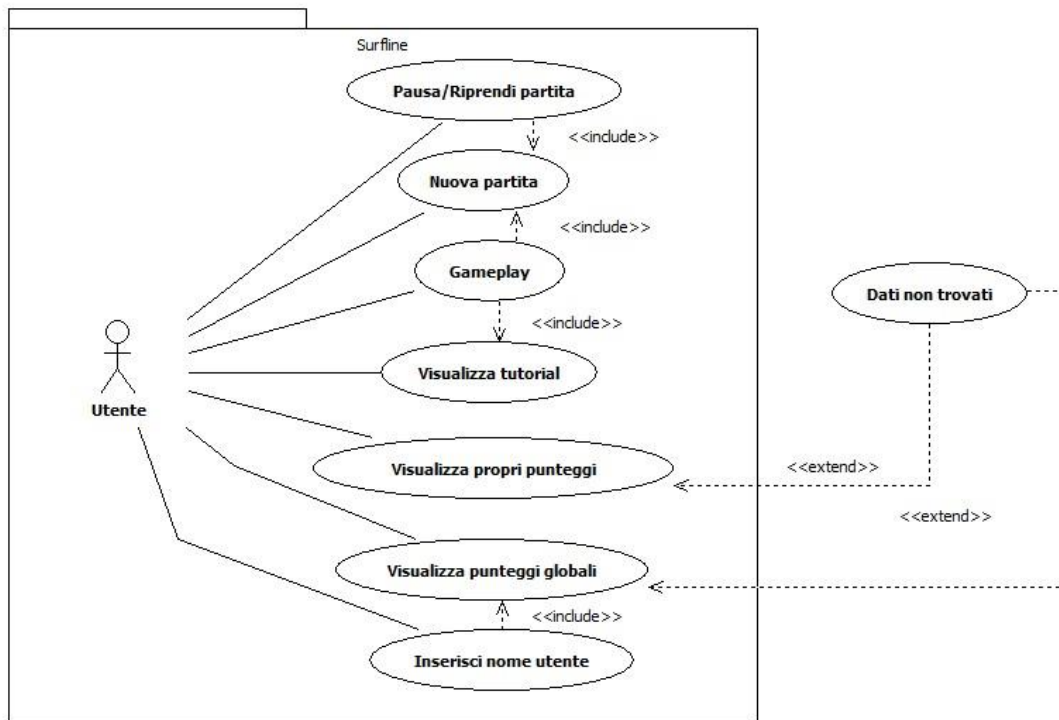 Surfline
Pausa/Riprendi partita
<<include>>
Nuova partita
<<include>>
Gameplay
Dati non trovati
<<include>>
Visualizza tutorial
Utente
Visualizza propri punteggi
<<extend>>
<<extend>>
Visualizza punteggi globali
<<include>>
Inserisci nome utente